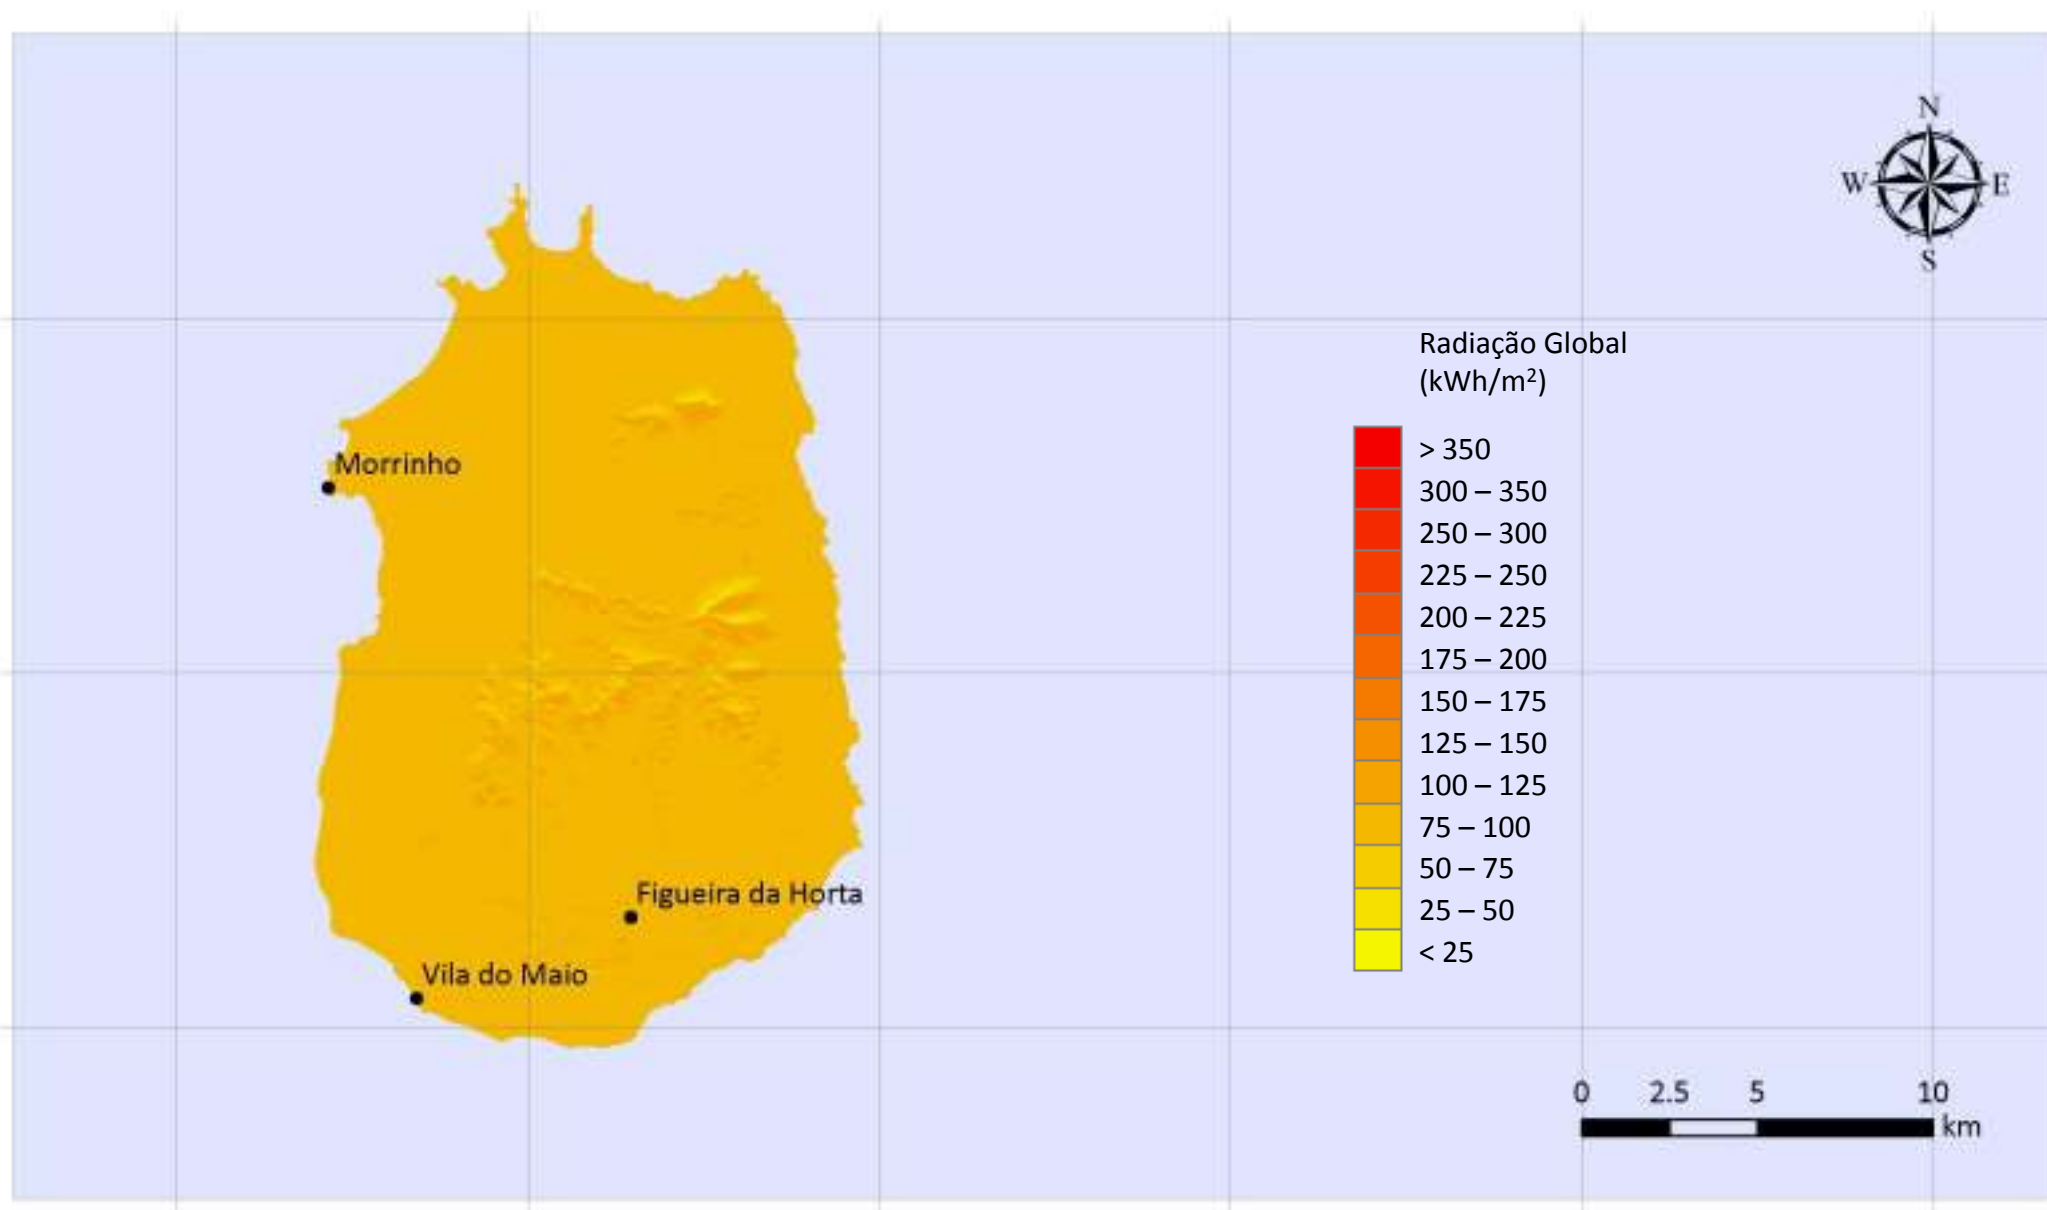 N
W E
S
Radiação Global
(kWh/m²)
> 350
300 – 350
250 – 300
225 – 250
200 – 225
175 – 200
150 – 175
125 – 150
100 – 125
75 – 100
50 – 75
25 – 50
< 25
Morrinho
Figueira da Horta
Vila do Maio
0 2.5 5 10
km